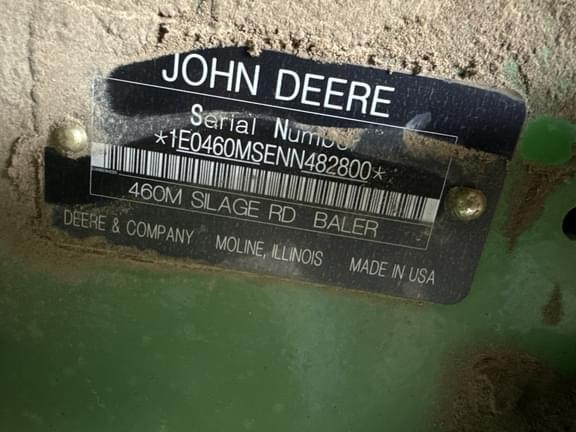 JOHN DEERE
Serial Number
*1E0460MSENN482800*
460M SILAGE RD BALER
DEERE & COMPANY MOLINE, ILLINOIS MADE IN USA